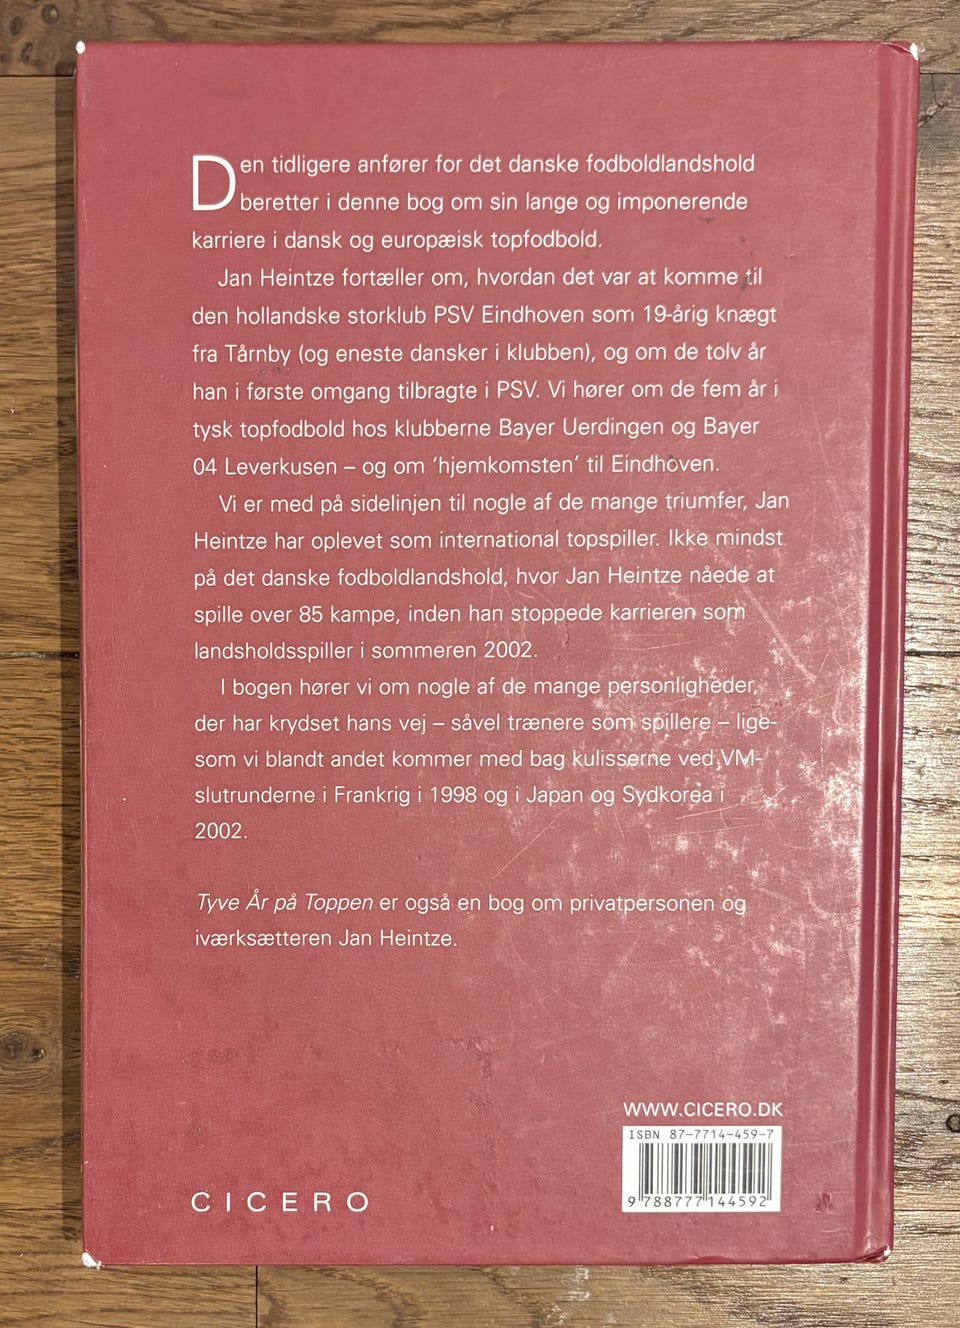 Den tidligere anfører for det danske fodboldlandshold
beretter i denne bog om sin lange og imponerende
karriere i dansk og europæisk topfodbold.
Jan Heintze fortæller om, hvordan det var at komme til
den hollandske storklub PSV Eindhoven som 19-årig knægt
fra Tårnby (og eneste dansker i klubben), og om de tolv år
han i første omgang tilbragte i PSV. Vi hører om de fem år i
tysk topfodbold hos klubberne Bayer Uerdingen og Bayer
04 Leverkusen – og om ‘hjemkomsten’ til Eindhoven.
Vi er med på sidelinjen til nogle af de mange triumfer, Jan
Heintze har oplevet som international topspiller. Ikke mindst
på det danske fodboldlandshold, hvor Jan Heintze nåede at
spille over 85 kampe, inden han stoppede karrieren som
landsholdsspiller i sommeren 2002.
I bogen hører vi om nogle af de mange personligheder,
der har krydset hans vej – såvel trænere som spillere – lige-
som vi blandt andet kommer med bag kulisserne ved VM-
slutrunderne i Frankrig i 1998 og i Japan og Sydkorea i
2002.
Tyve År på Toppen er også en bog om privatpersonen og
iværksætteren Jan Heintze.
WWW.CICERO.DK
ISBN 87-7714-459-7
9 788777 144592
CICERO